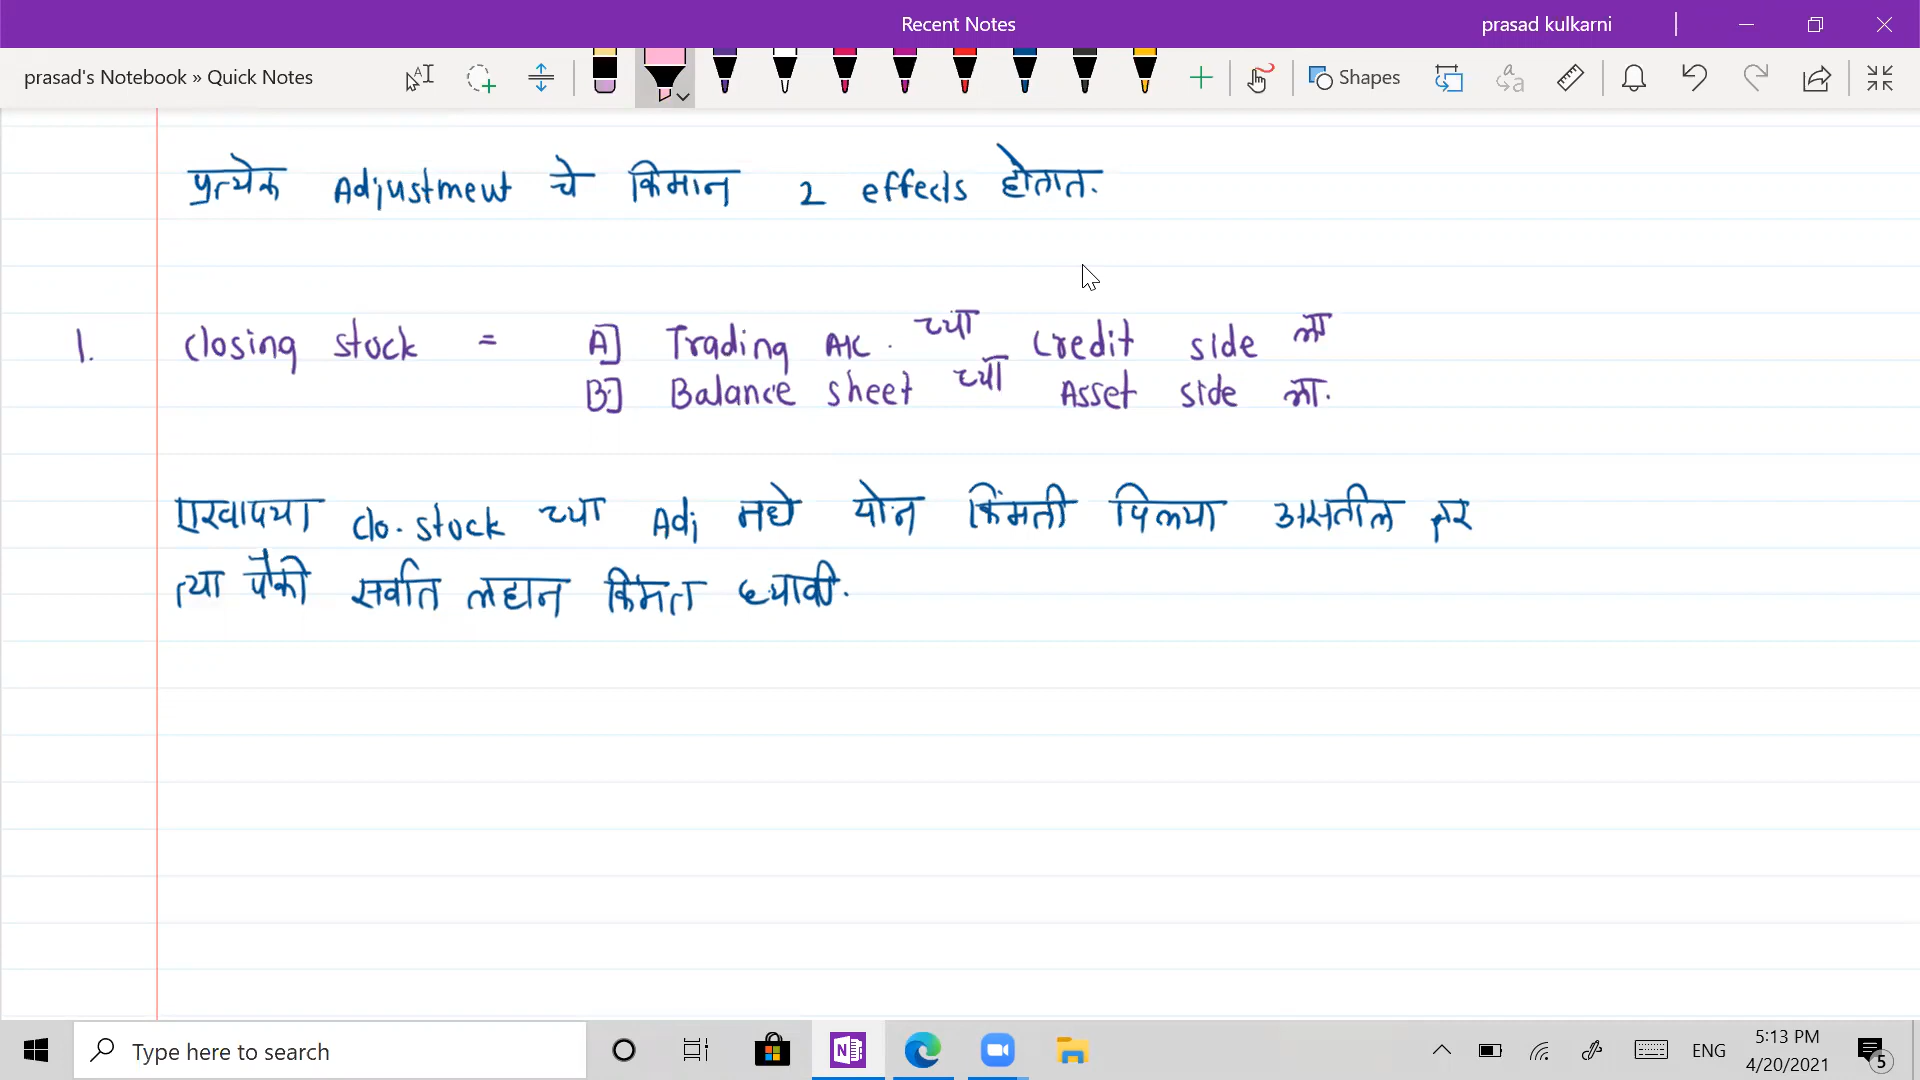 Recent Notes
prasad kulkarni
prasad's Notebook » Quick Notes
Shapes
प्रत्येक Adjustment चे किमान 2 effects होतात.
1. Closing stock = A] Trading A/c. च्या Credit side ला
B.] Balance sheet च्या Asset side ला.
एखाद्या Clo. stock च्या Adj मधे दोन किंमती दिल्या असतील तर
त्या पैकी सर्वात लहान किंमत घ्यावी.
Type here to search
ENG
5:13 PM
4/20/2021
5